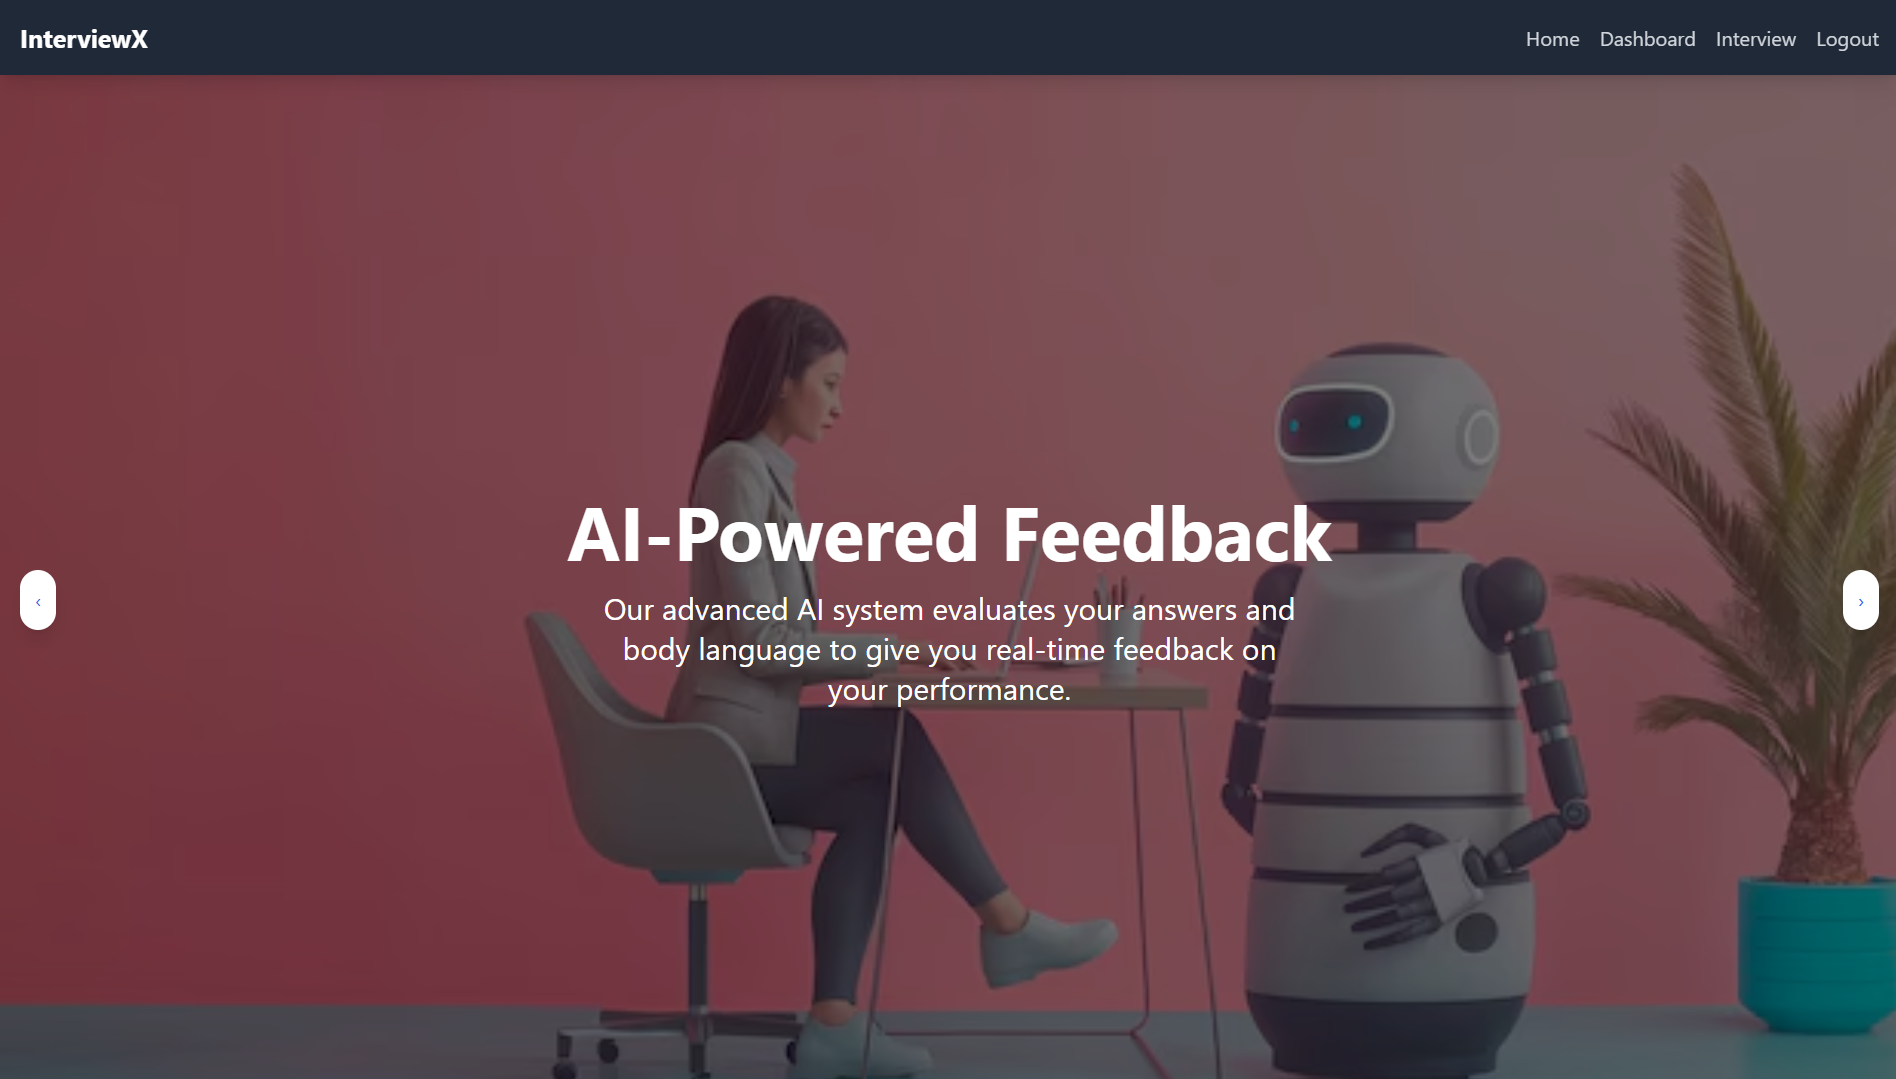 InterviewX
Home Dashboard Interview Logout
AI-Powered Feedback
Our advanced AI system evaluates your answers and
body language to give you real-time feedback on
your performance.
‹ ›